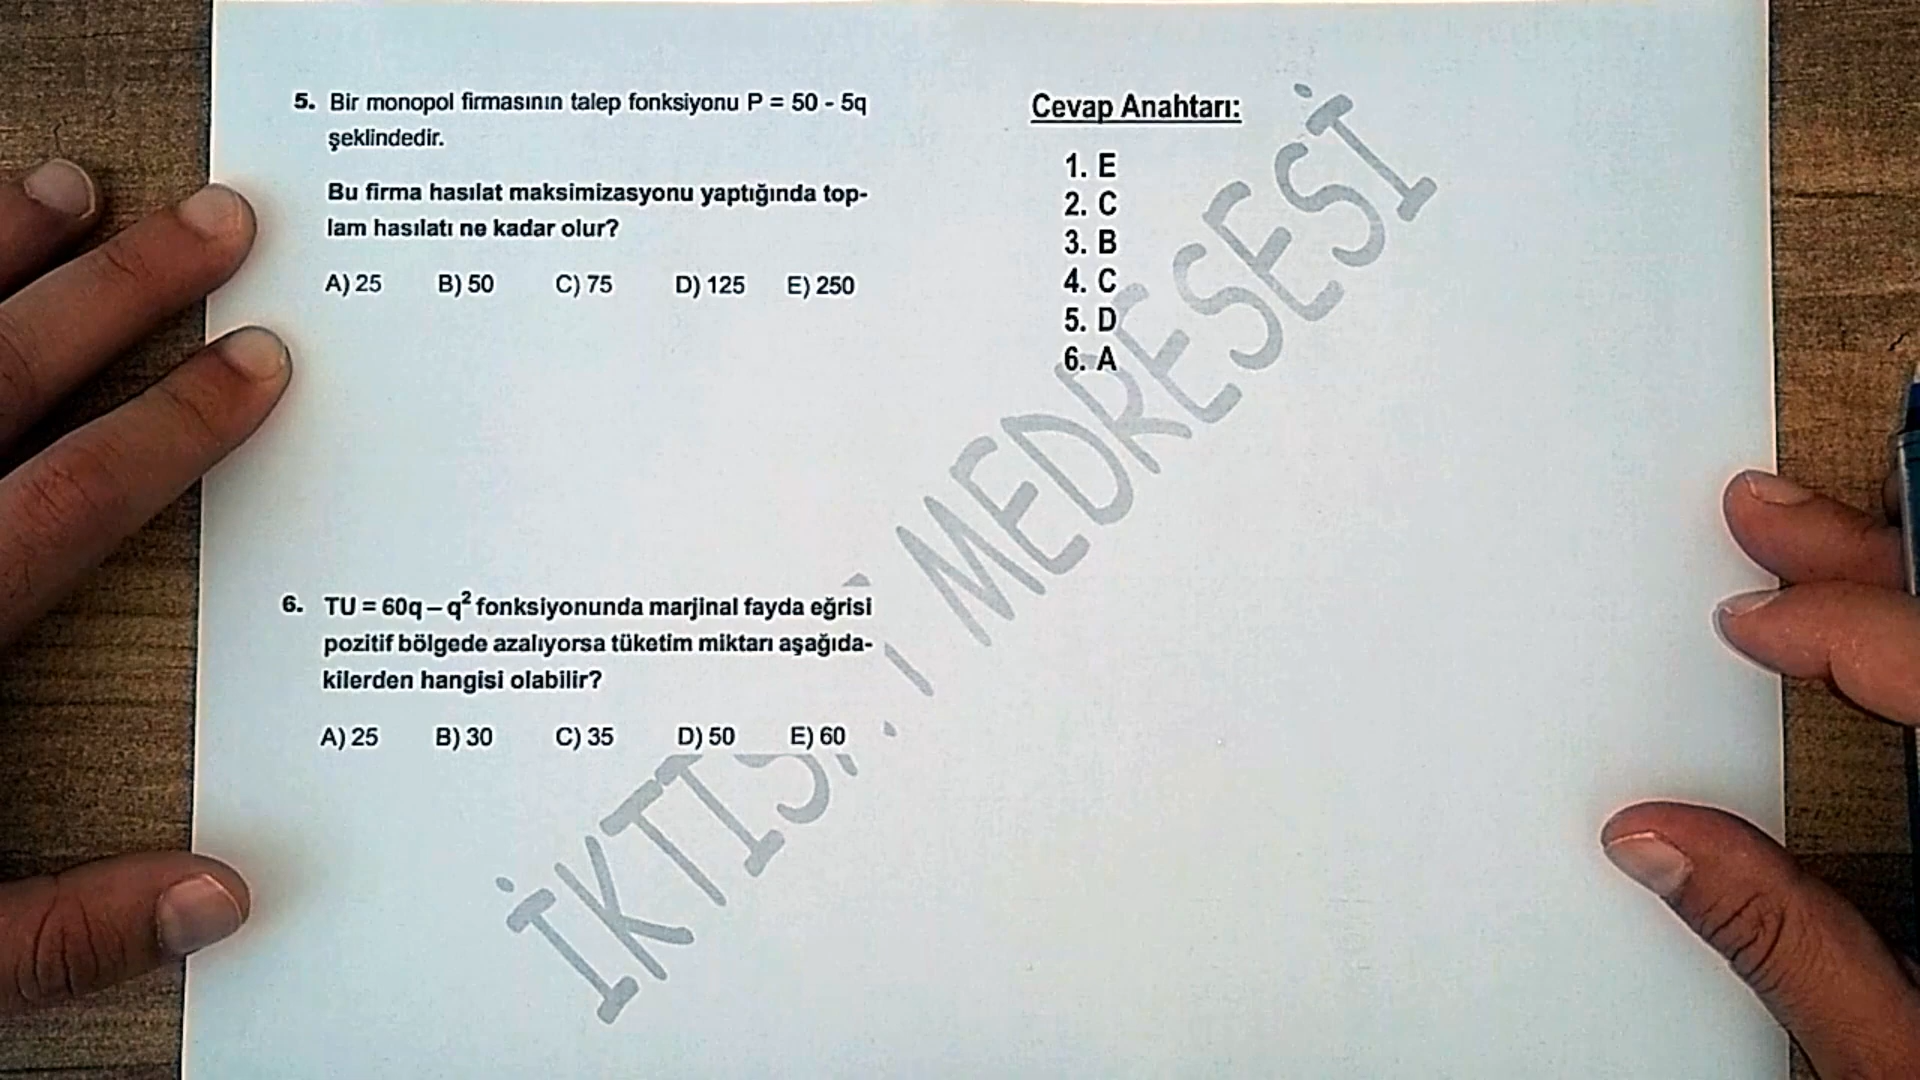 5. Bir monopol firmasının talep fonksiyonu P = 50 - 5q
şeklindedir.
Bu firma hasılat maksimizasyonu yaptığında top-
lam hasılatı ne kadar olur?
A) 25 B) 50 C) 75 D) 125 E) 250
6. TU = 60q – q² fonksiyonunda marjinal fayda eğrisi
pozitif bölgede azalıyorsa tüketim miktarı aşağıda-
kilerden hangisi olabilir?
A) 25 B) 30 C) 35 D) 50 E) 60
Cevap Anahtarı:
1. E
2. C
3. B
4. C
5. D
6. A
MEDRESESİ